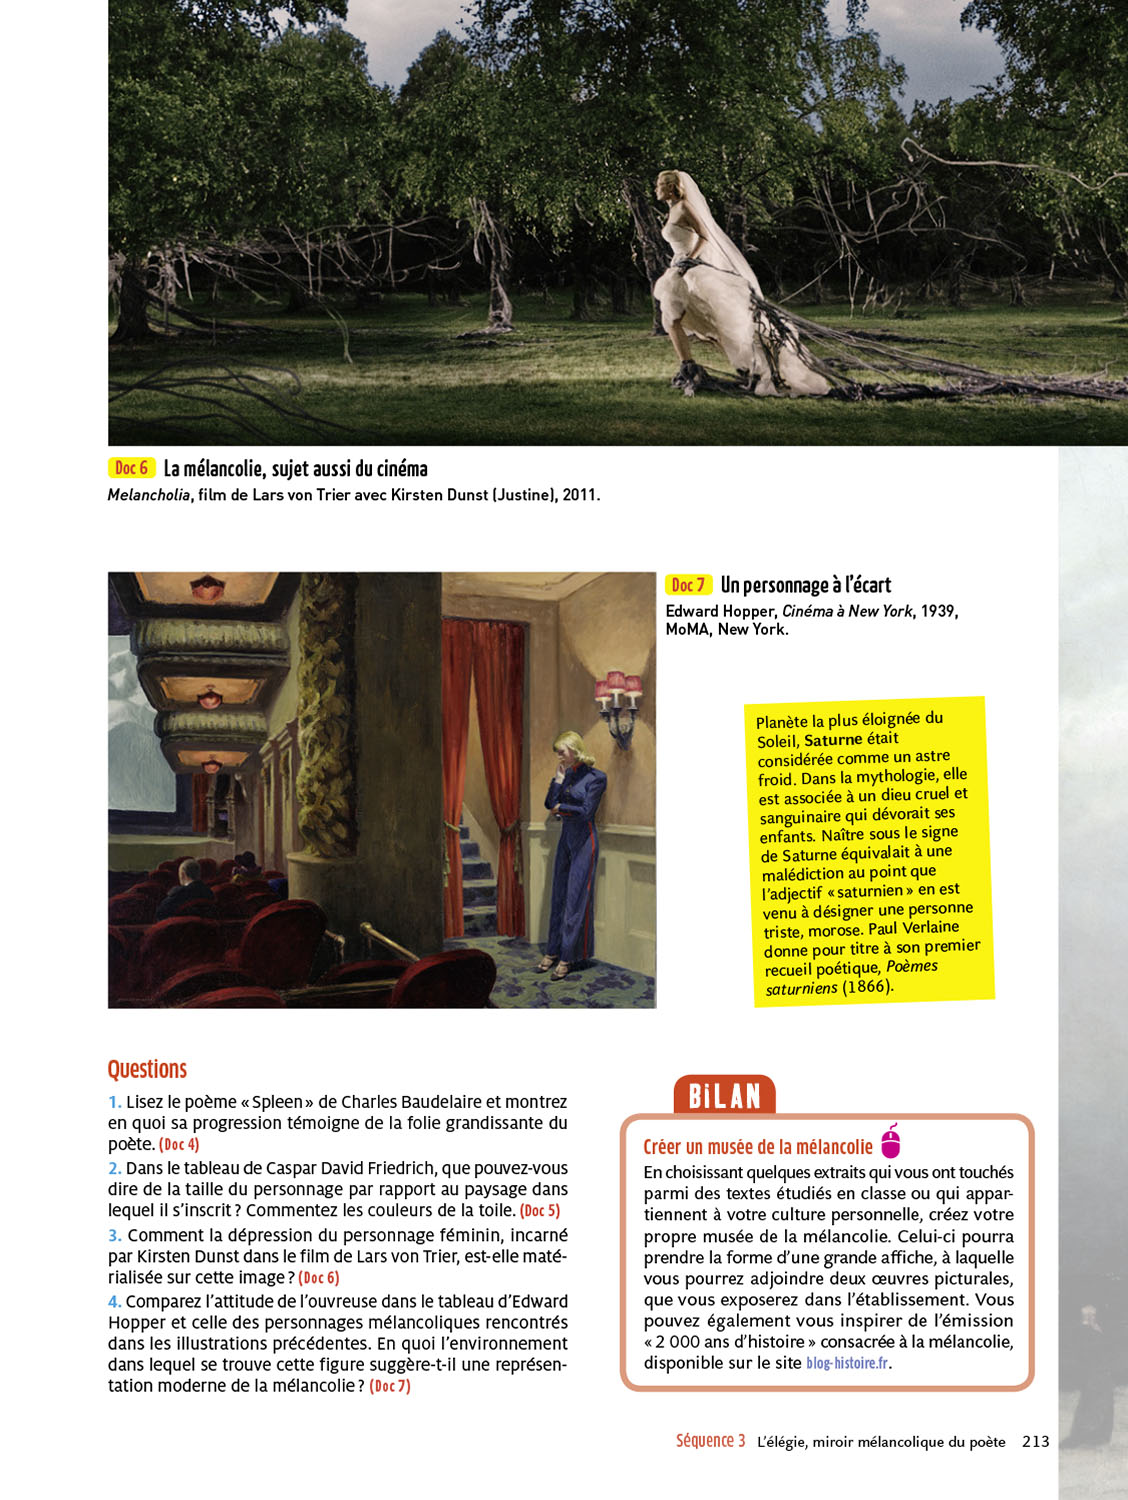 Doc 6 La mélancolie, sujet aussi du cinéma
Melancholia, film de Lars von Trier avec Kirsten Dunst (Justine), 2011.
Doc 7 Un personnage à l'écart
Edward Hopper, Cinéma à New York, 1939,
MoMA, New York.
Planète la plus éloignée du
Soleil, Saturne était
considérée comme un astre
froid. Dans la mythologie, elle
est associée à un dieu cruel et
sanguinaire qui dévorait ses
enfants. Naître sous le signe
de Saturne équivalait à une
malédiction au point que
l'adjectif « saturnien » en est
venu à désigner une personne
triste, morose. Paul Verlaine
donne pour titre à son premier
recueil poétique, Poèmes
saturniens (1866).
Questions
1. Lisez le poème « Spleen » de Charles Baudelaire et montrez
en quoi sa progression témoigne de la folie grandissante du
poète. (Doc 4)
2. Dans le tableau de Caspar David Friedrich, que pouvez-vous
dire de la taille du personnage par rapport au paysage dans
lequel il s'inscrit ? Commentez les couleurs de la toile. (Doc 5)
3. Comment la dépression du personnage féminin, incarné
par Kirsten Dunst dans le film de Lars von Trier, est-elle maté-
rialisée sur cette image ? (Doc 6)
4. Comparez l'attitude de l'ouvreuse dans le tableau d'Edward
Hopper et celle des personnages mélancoliques rencontrés
dans les illustrations précédentes. En quoi l'environnement
dans lequel se trouve cette figure suggère-t-il une représen-
tation moderne de la mélancolie ? (Doc 7)
BiLAN
Créer un musée de la mélancolie
En choisissant quelques extraits qui vous ont touchés
parmi des textes étudiés en classe ou qui appar-
tiennent à votre culture personnelle, créez votre
propre musée de la mélancolie. Celui-ci pourra
prendre la forme d'une grande affiche, à laquelle
vous pourrez adjoindre deux œuvres picturales,
que vous exposerez dans l'établissement. Vous
pouvez également vous inspirer de l'émission
« 2 000 ans d'histoire » consacrée à la mélancolie,
disponible sur le site blog-histoire.fr.
Séquence 3 L'élégie, miroir mélancolique du poète 213